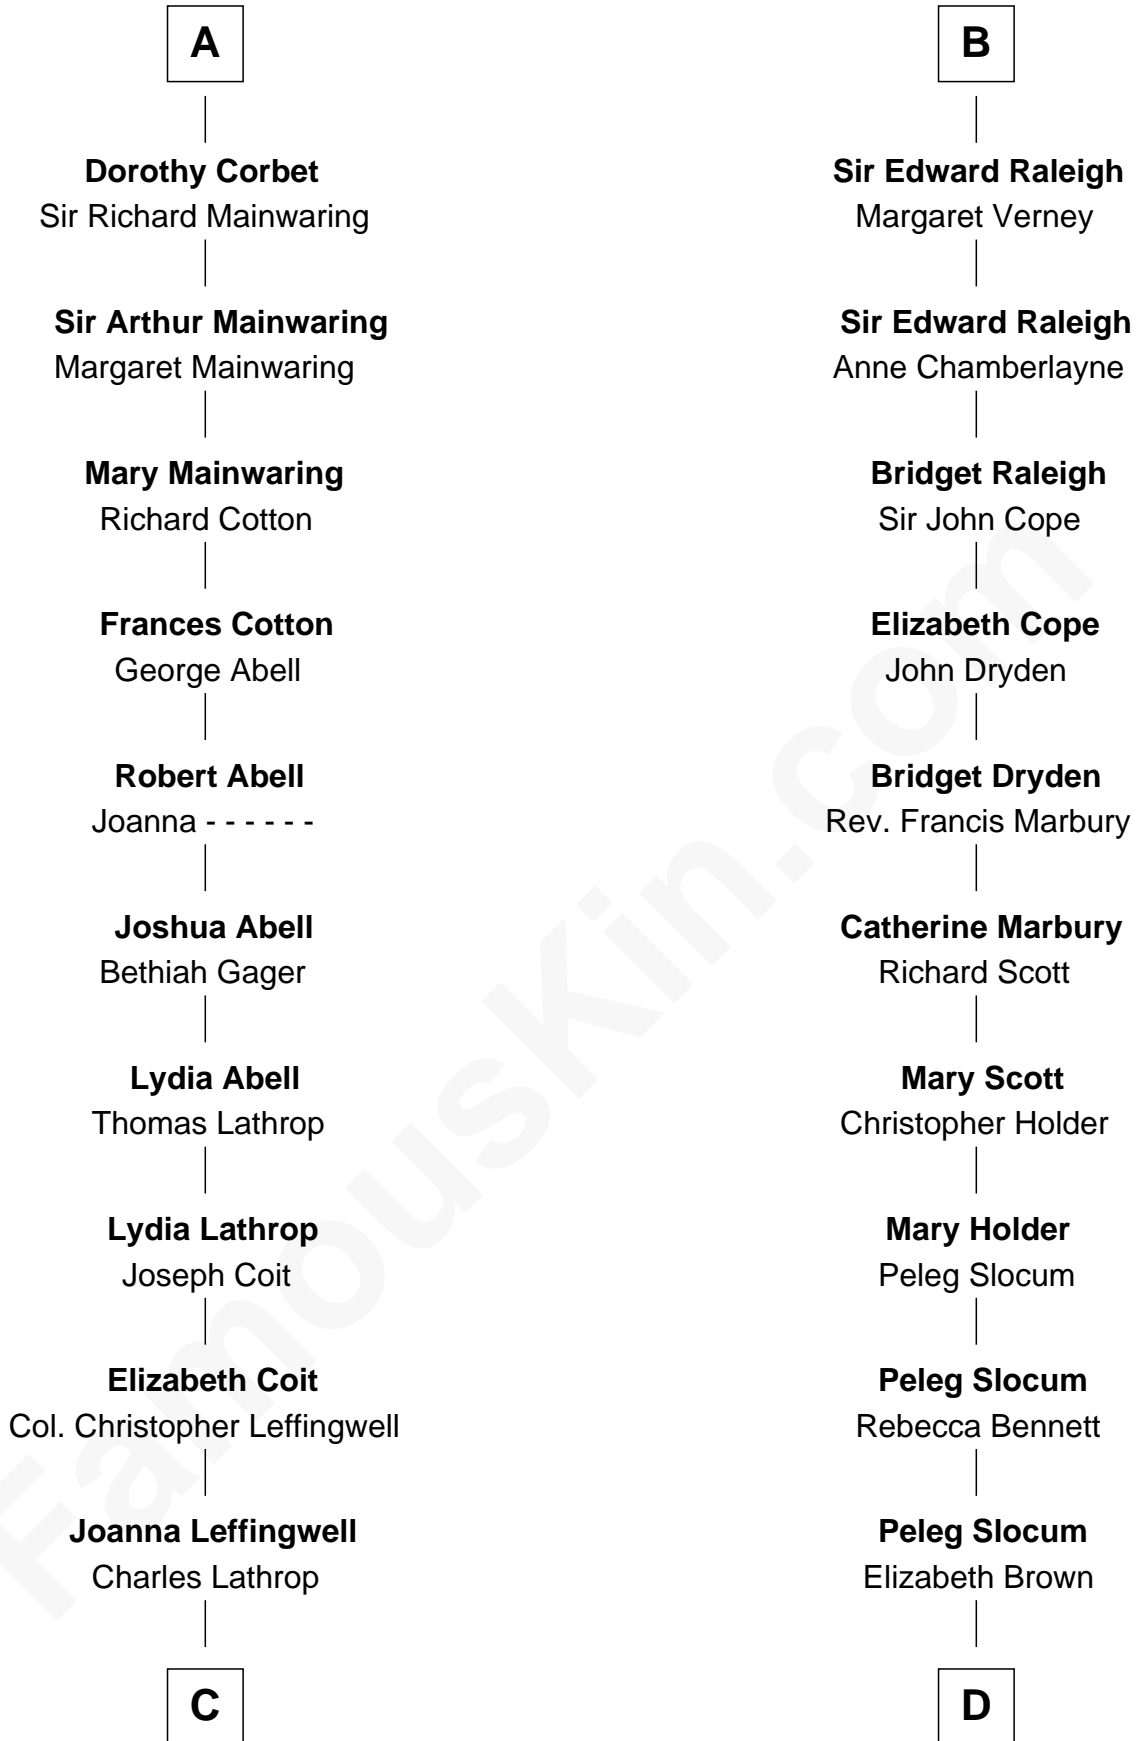 A
Dorothy Corbet
Sir Richard Mainwaring
Sir Arthur Mainwaring
Margaret Mainwaring
Mary Mainwaring
Richard Cotton
Frances Cotton
George Abell
Robert Abell
Joanna - - - - - -
Joshua Abell
Bethiah Gager
Lydia Abell
Thomas Lathrop
Lydia Lathrop
Joseph Coit
Elizabeth Coit
Col. Christopher Leffingwell
Joanna Leffingwell
Charles Lathrop
C
B
Sir Edward Raleigh
Margaret Verney
Sir Edward Raleigh
Anne Chamberlayne
Bridget Raleigh
Sir John Cope
Elizabeth Cope
John Dryden
Bridget Dryden
Rev. Francis Marbury
Catherine Marbury
Richard Scott
Mary Scott
Christopher Holder
Mary Holder
Peleg Slocum
Peleg Slocum
Rebecca Bennett
Peleg Slocum
Elizabeth Brown
D
FamousKin.com